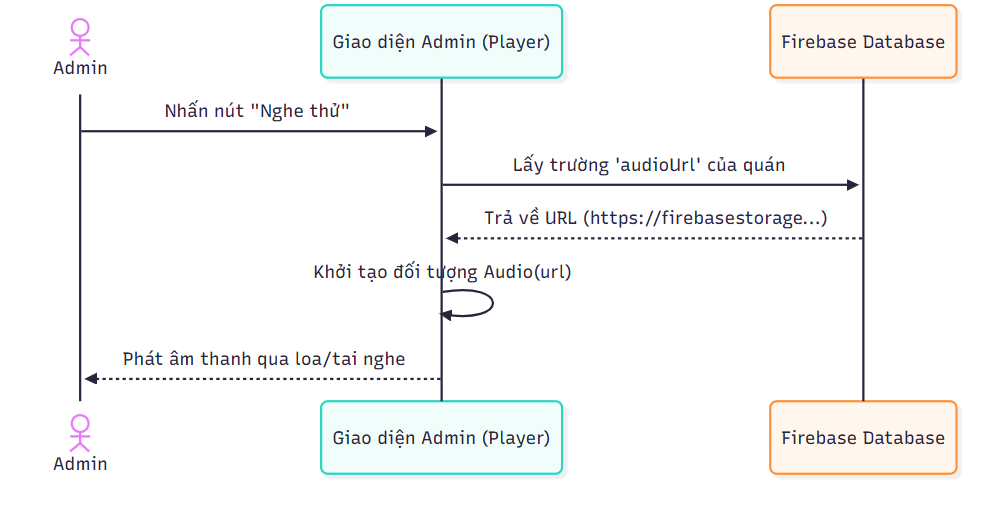 Admin
Giao diện Admin (Player)
Firebase Database
Nhấn nút "Nghe thử"
Lấy trường 'audioUrl' của quán
Trả về URL (https://firebasestorage...)
Khởi tạo đối tượng Audio(url)
Phát âm thanh qua loa/tai nghe
Admin
Giao diện Admin (Player)
Firebase Database